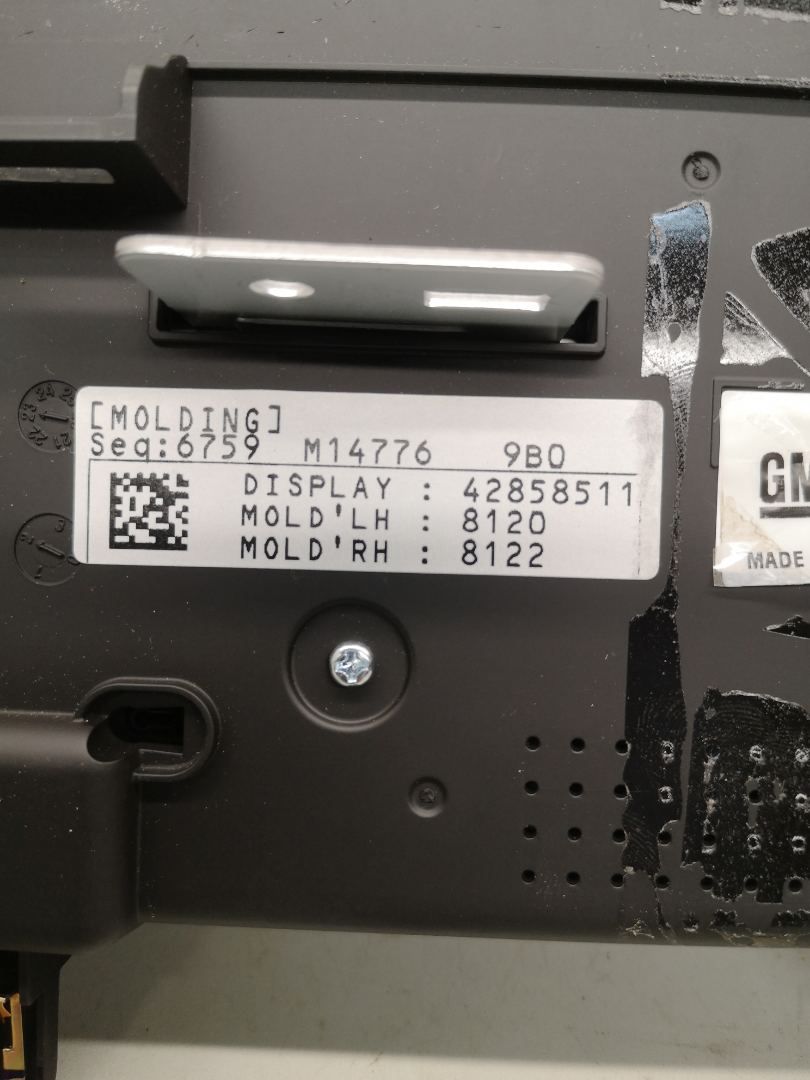 [MOLDING]
Seq:6759 M14776 9B0
DISPLAY : 42858511
MOLD'LH : 8120
MOLD'RH : 8122
GM
MADE